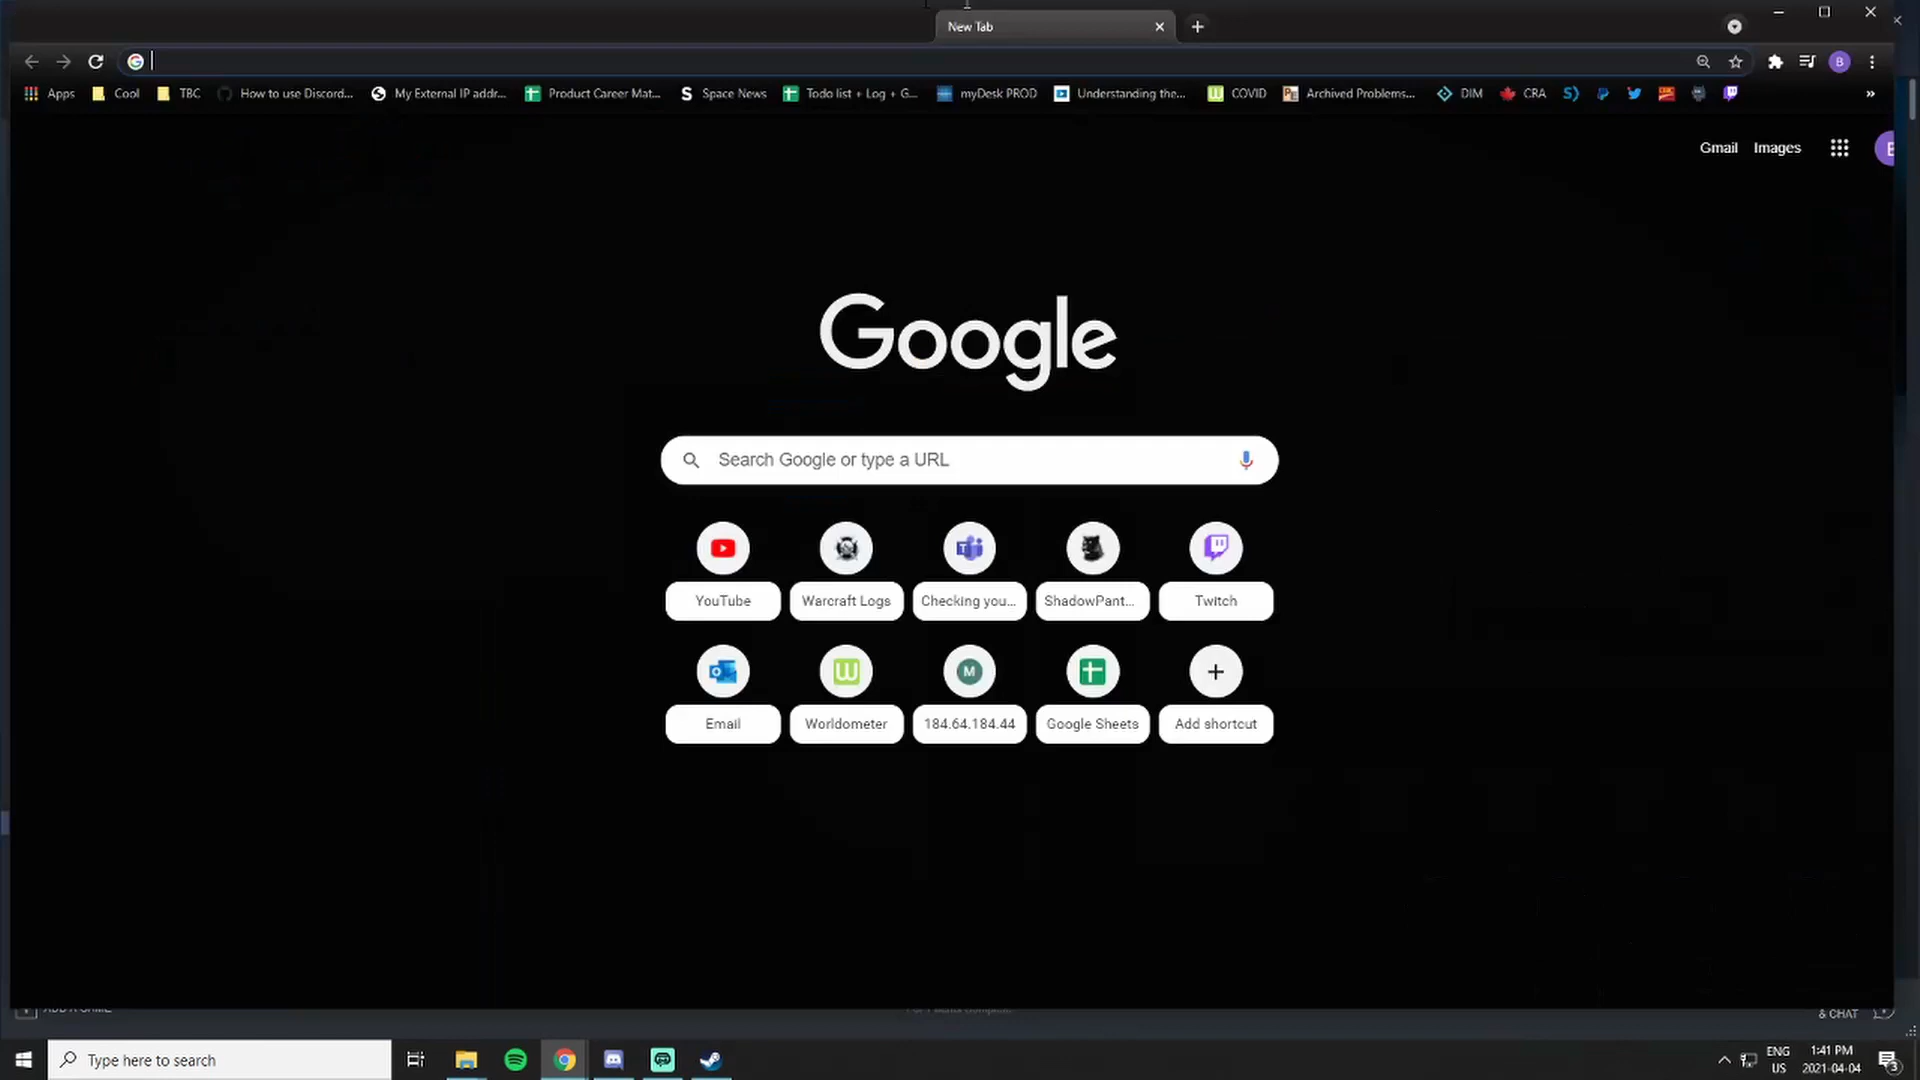 New Tab
Apps Cool TBC How to use Discord... My External IP addr... Product Career Mat... Space News Todo list + Log + G... myDesk PROD Understanding the... COVID Archived Problems... DIM CRA
Gmail Images
Google
Search Google or type a URL
YouTube Warcraft Logs Checking you... ShadowPant... Twitch
Email Worldometer 184.64.184.44 Google Sheets Add shortcut
& CHAT
Type here to search
ENG
US
1:41 PM
2021-04-04